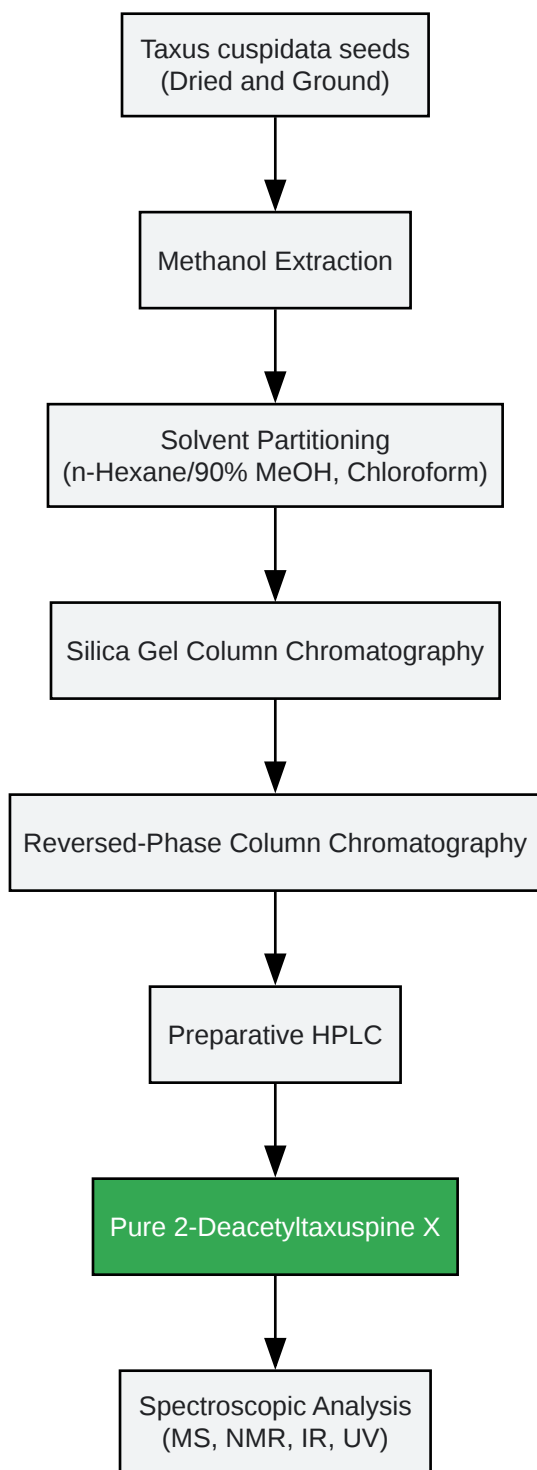 Taxus cuspidata seeds
(Dried and Ground)
Methanol Extraction
Solvent Partitioning
(n-Hexane/90% MeOH, Chloroform)
Silica Gel Column Chromatography
Reversed-Phase Column Chromatography
Preparative HPLC
Pure 2-Deacetyltaxuspine X
Spectroscopic Analysis
(MS, NMR, IR, UV)